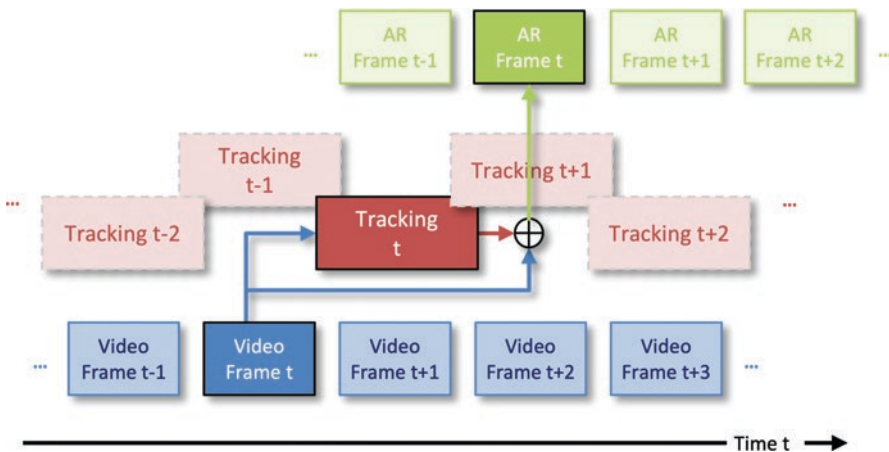 ... AR Frame t-1 AR Frame t AR Frame t+1 AR Frame t+2 ...
Tracking t-1 Tracking t+1
... Tracking t-2 Tracking t Tracking t+2 ...
... Video Frame t-1 Video Frame t Video Frame t+1 Video Frame t+2 Video Frame t+3 ...
Time t